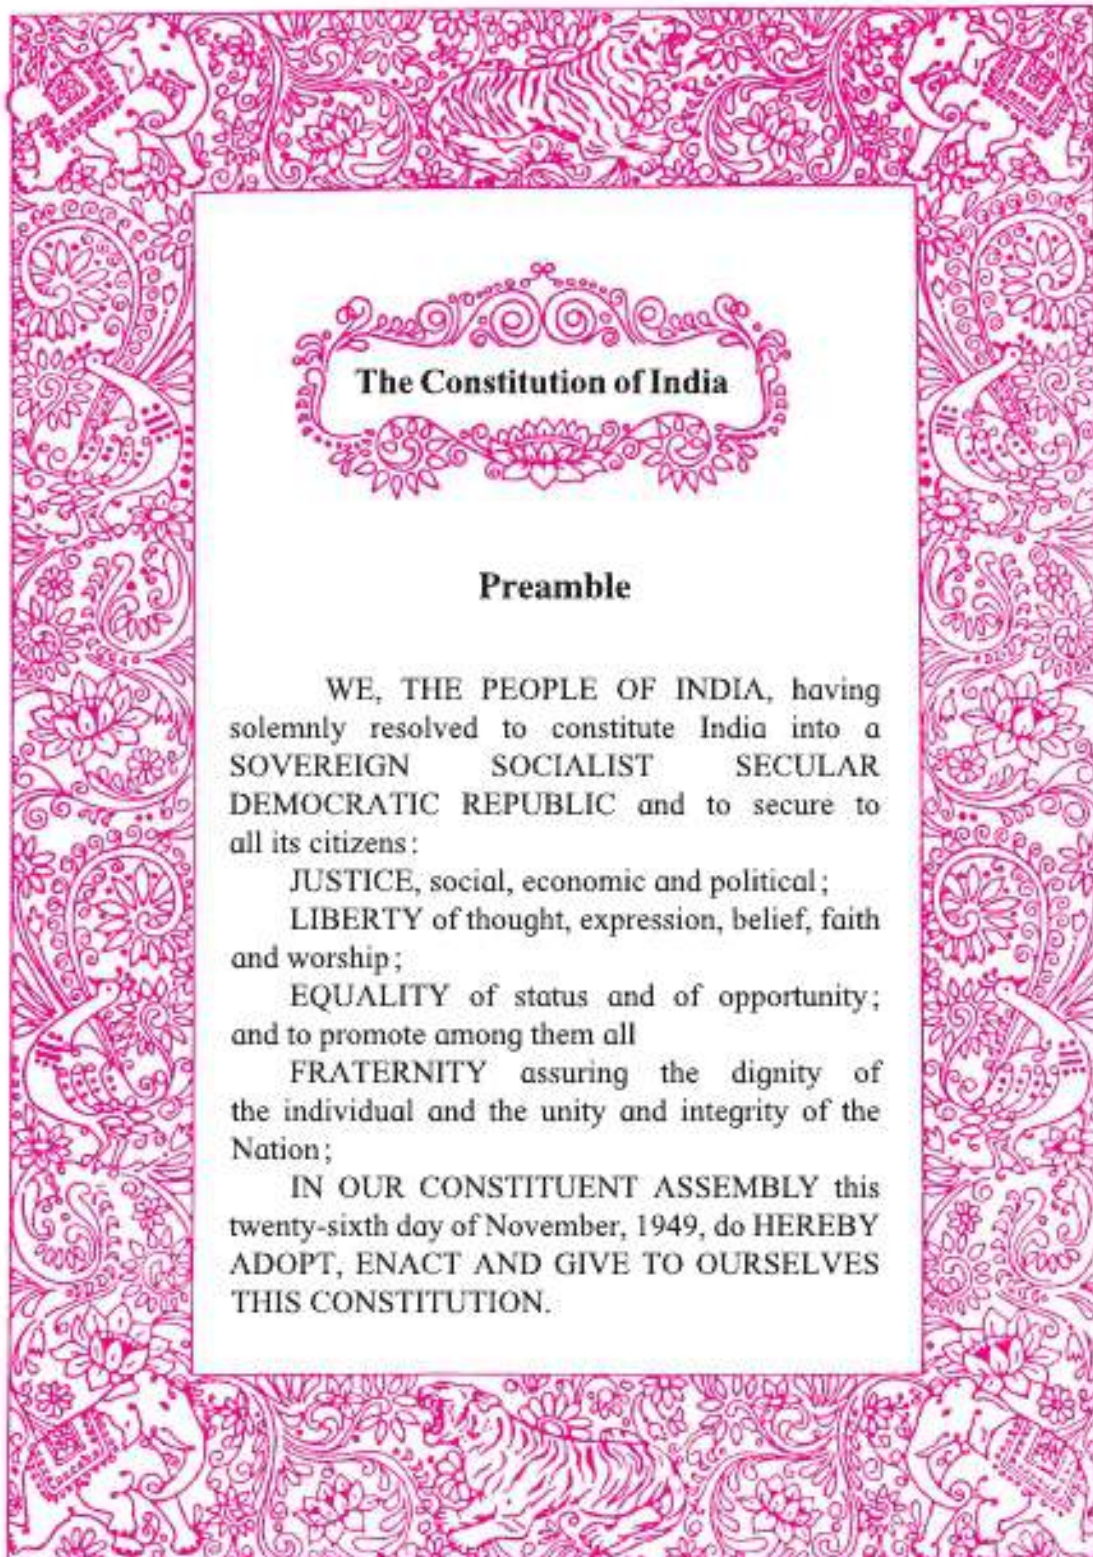 The Constitution of India
Preamble
WE, THE PEOPLE OF INDIA, having
solemnly resolved to constitute India into a
SOVEREIGN SOCIALIST SECULAR
DEMOCRATIC REPUBLIC and to secure to
all its citizens:
JUSTICE, social, economic and political;
LIBERTY of thought, expression, belief, faith
and worship;
EQUALITY of status and of opportunity;
and to promote among them all
FRATERNITY assuring the dignity of
the individual and the unity and integrity of the
Nation;
IN OUR CONSTITUENT ASSEMBLY this
twenty-sixth day of November, 1949, do HEREBY
ADOPT, ENACT AND GIVE TO OURSELVES
THIS CONSTITUTION.